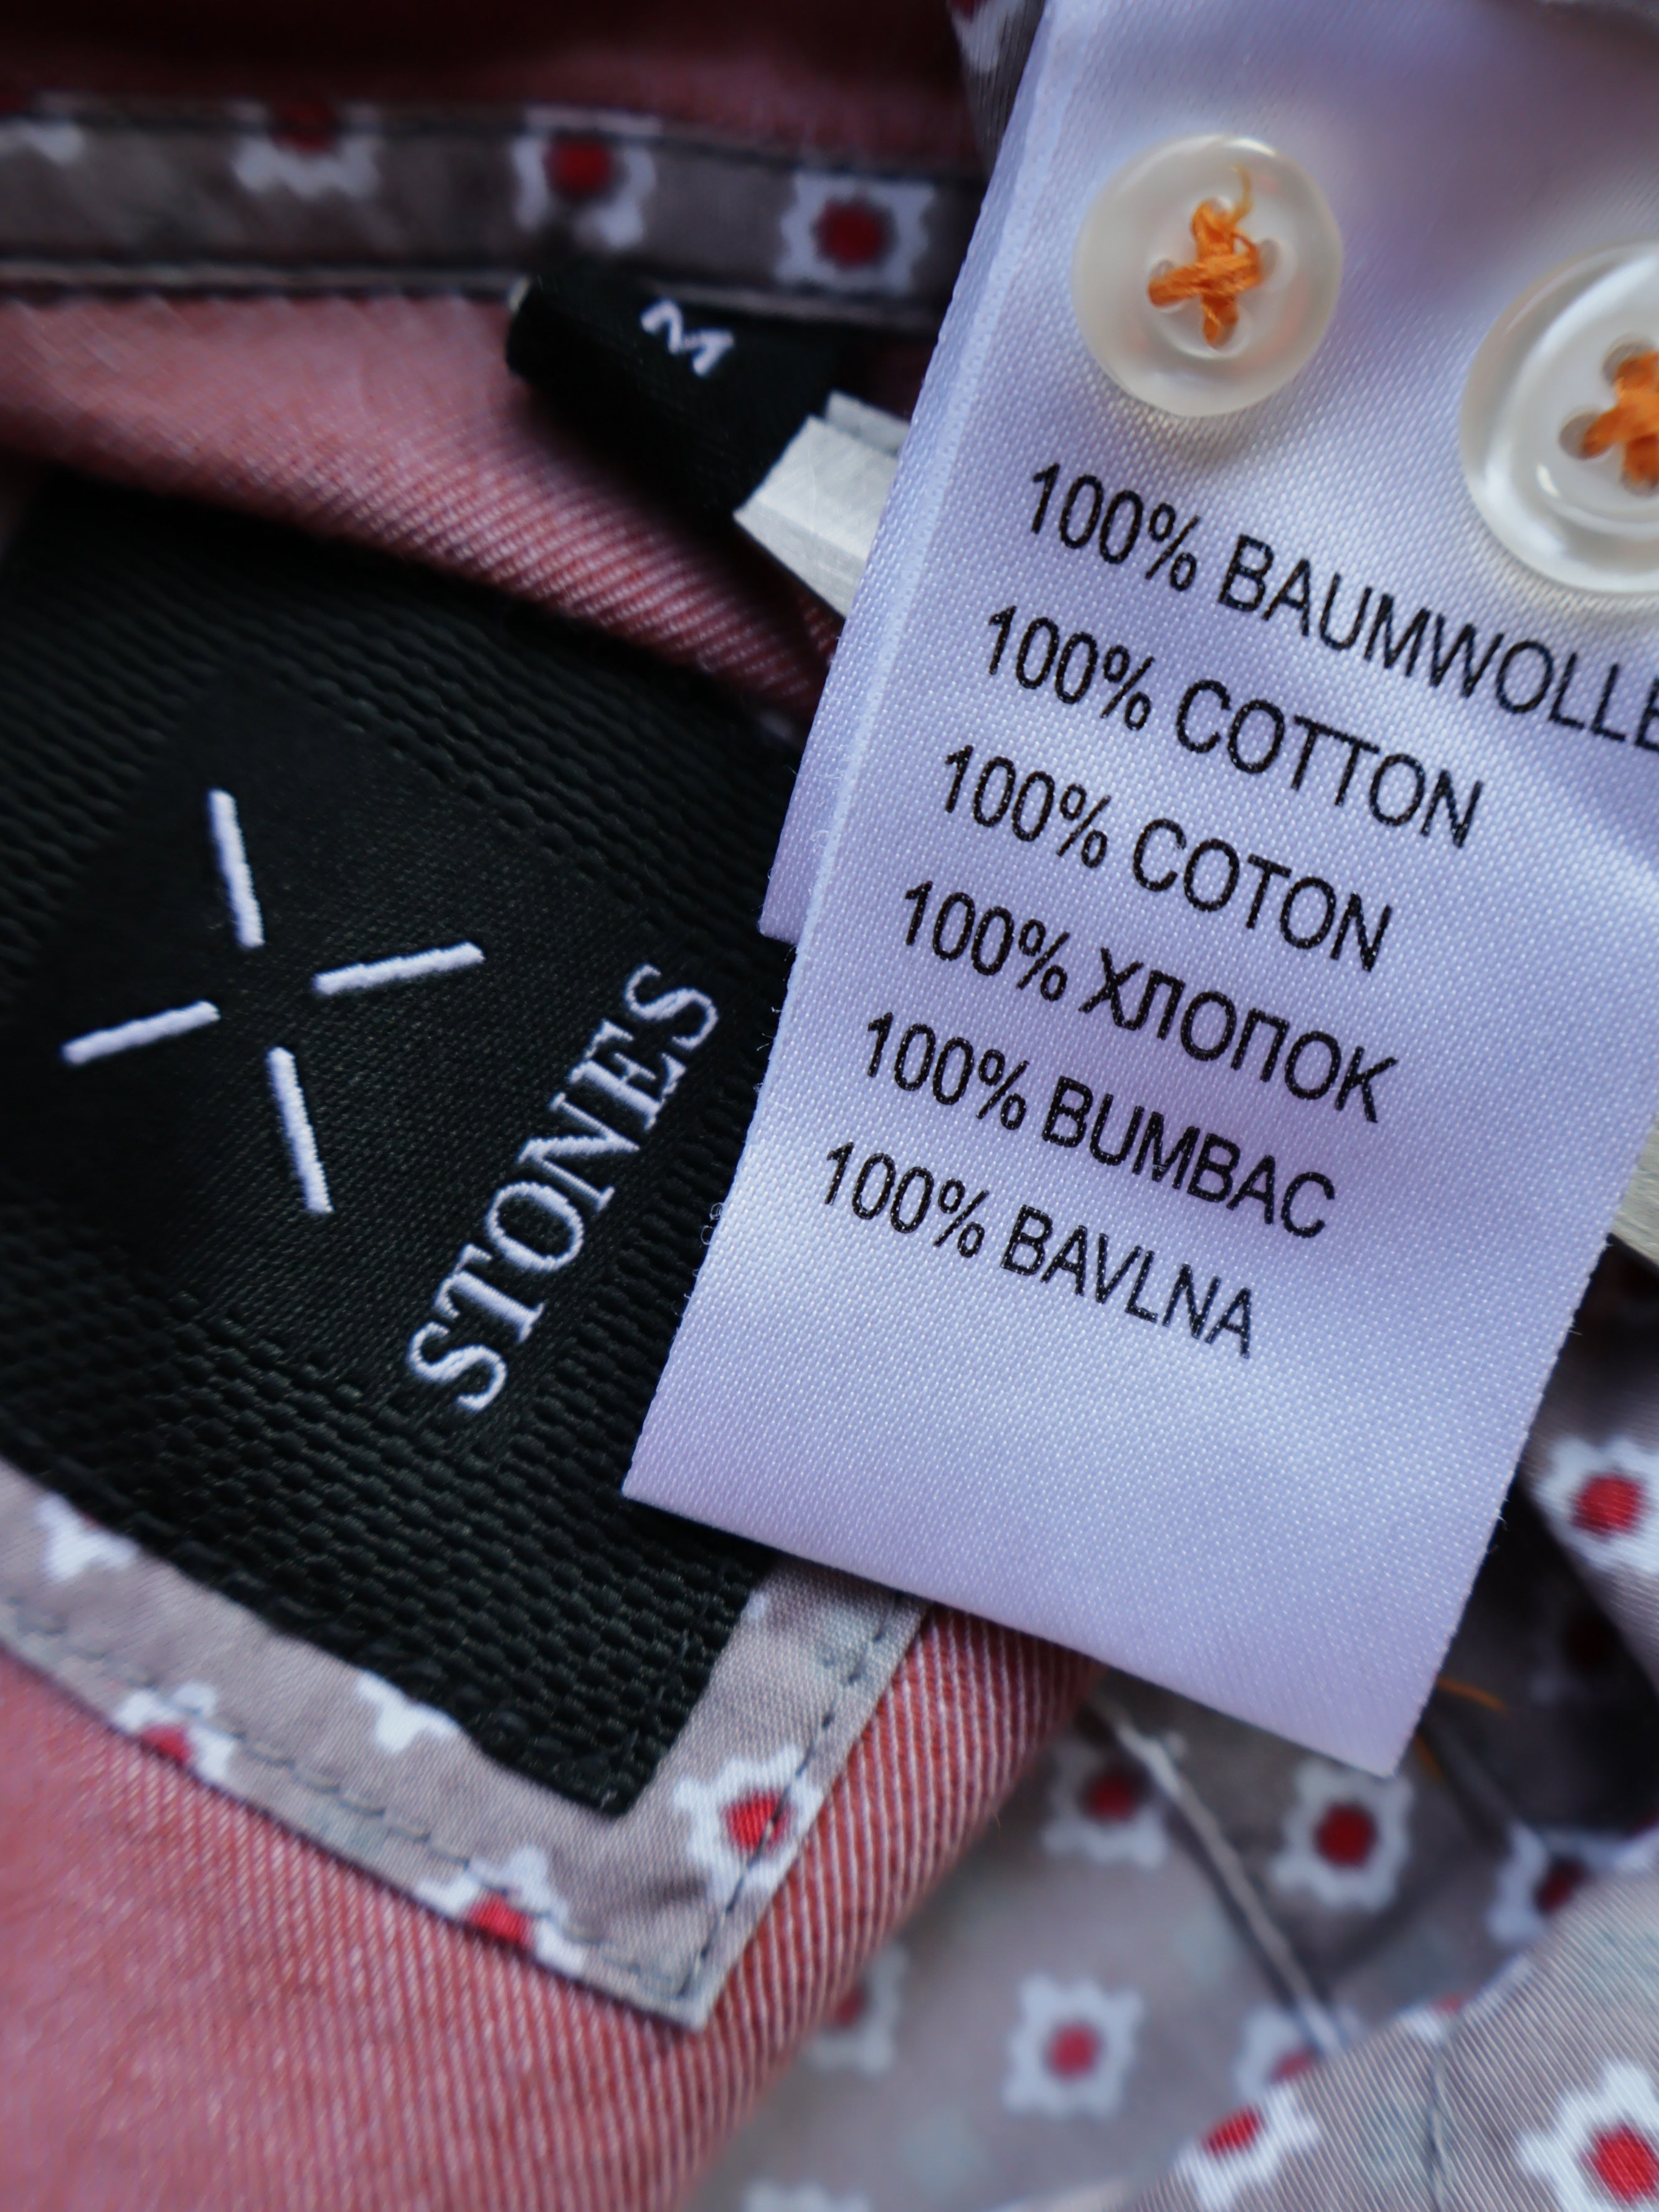 M
STONES
100% BAUMWOLLE
100% COTTON
100% COTON
100% ХЛОПОК
100% BUMBAC
100% BAVLNA